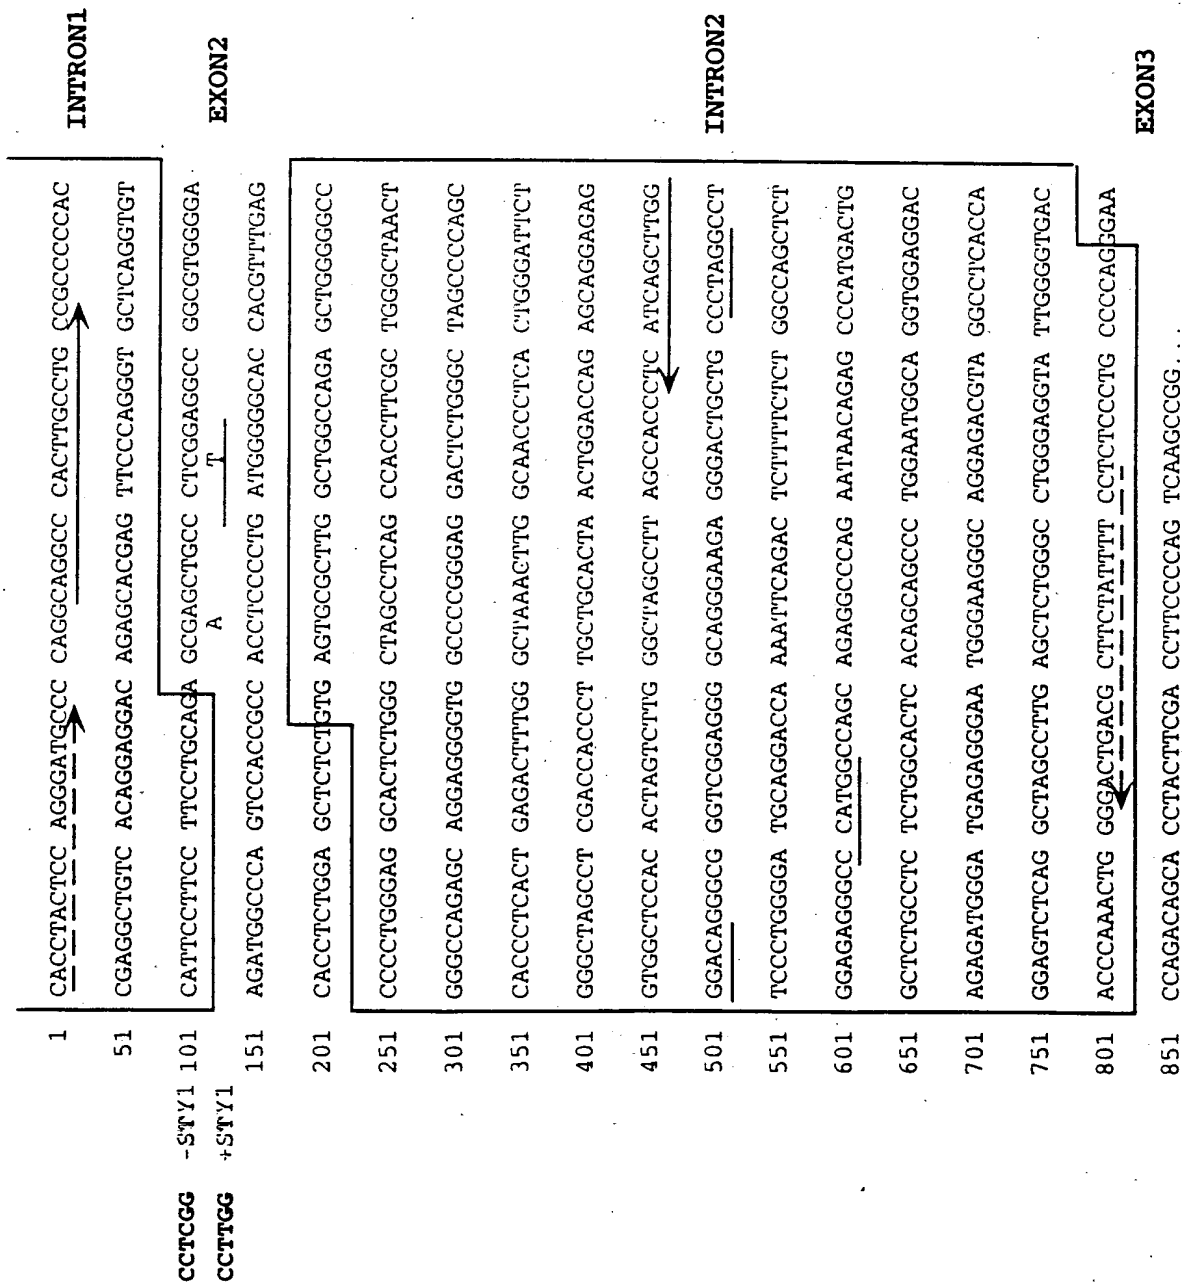 INTRON1
1 CACCTACTCC AGGGATGCCC CAGGCAGGCC CACTTGCCTG CCGCCCCCAC
51 CGAGGCTGTC ACAGGAGGAC AGAGCACGAG TTCCCAGGGT GCTCAGGTGT
CCTCGG -STY1 101 CATTCCTTCC TTCCTGCAGA GCGAGCTGCC CTCGGAGGCC GGCGTGGGGA
EXON2
CCTTGG +STY1 A T
151 AGATGGCCCA GTCCACCGCC ACCTCCCCTG ATGGGGGCAC CACGTTTGAG
201 CACCTCTGGA GCTCTCTGTG AGTGCGCTTG GCTGGCCAGA GCTGGGGGCC
251 CCCCTGGGAG GCACTCTGGG CTAGCCTCAG CCACCTTCGC TGGGCTAACT
301 GGGCCAGAGC AGGAGGGGTG GCCCCGGGAG GACTCTGGGC TAGCCCCAGC
351 CACCCTCACT GAGACTTTGG GCTAAACTTG GCAACCCTCA CTGGGATTCT
401 GGGCTAGCCT CGACCACCCT TGCTGCACTA ACTGGACCAG AGCAGGAGAG
451 GTGGCTCCAC ACTAGTCTTG GGCTAGCCTT AGCCACCCTC ATCAGCTTGG
501 GGACAGGGCG GGTCGGAGGG GCAGGGAAGA GGGACTGCTG CCCTAGGCCT
INTRON2
551 TCCCTGGGGA TGCAGGACCA AAATTCAGAC TCTTTTCTCT GGCCAGCTCT
601 GGAGAGGGCC CATGGCCAGC AGAGGCCCAG AATAACAGAG CCCATGACTG
651 GCTCTGCCTC TCTGGCACTC ACAGCAGCCC TGGAATGGCA GGTGGAGGAC
701 AGAGATGGGA TGAGAGGGAA TGGGAAGGGC AGGAGACGTA GGCCTCACCA
751 GGAGTCTCAG GCTAGCCTTG AGCTCTGGGC CTGGGAGGTA TTGGGGTGAC
801 ACCCAAACTG GGGACTGACG CTTCTATTTT CCTCTCCCTG CCCCAGGGAA
EXON3
851 CCAGACAGCA CCTACTTCGA CCTTCCCCAG TCAAGCCGG...